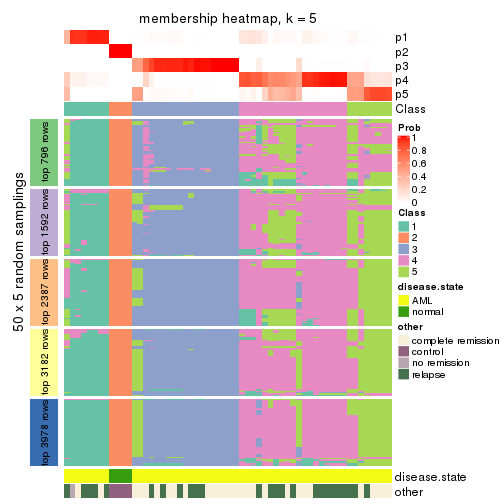 membership heatmap, k = 5
p1
p2
p3
p4
p5
Class
50 x 5 random samplings
top 796 rows
top 1592 rows
top 2387 rows
top 3182 rows
top 3978 rows
disease.state
other
Prob
1
0.8
0.6
0.4
0.2
0
Class
1
2
3
4
5
disease.state
AML
normal
other
complete remission
control
no remission
relapse